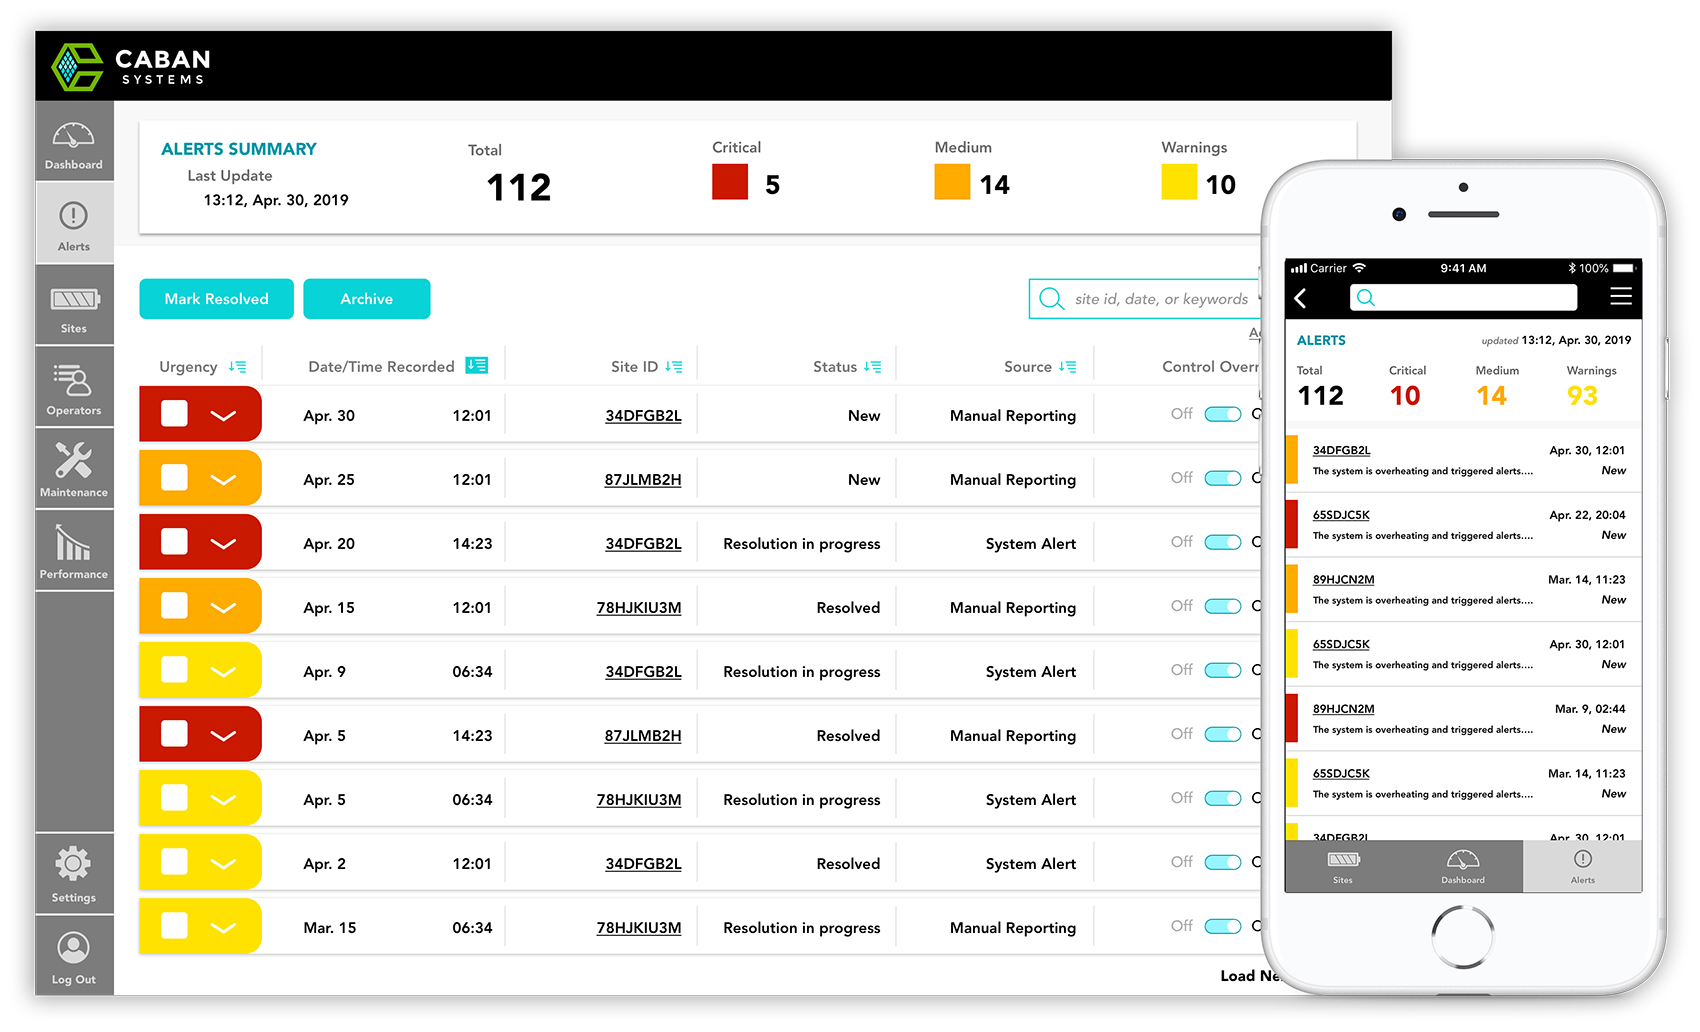 CABAN
SYSTEMS
Dashboard
Alerts
Sites
Operators
Maintenance
Performance
Settings
Log Out
ALERTS SUMMARY
Last Update
13:12, Apr. 30, 2019
Total
112
Critical
5
Medium
14
Warnings
10
Mark Resolved
Archive
site id, date, or keywords
Urgency Date/Time Recorded Site ID Status Source Control
Apr. 30 12:01 34DFGB2L New Manual Reporting Off
Apr. 25 12:01 87JLMB2H New Manual Reporting Off
Apr. 20 14:23 34DFGB2L Resolution in progress System Alert Off
Apr. 15 12:01 78HJKIU3M Resolved Manual Reporting Off
Apr. 9 06:34 34DFGB2L Resolution in progress System Alert Off
Apr. 5 14:23 87JLMB2H Resolved Manual Reporting Off
Apr. 5 06:34 78HJKIU3M Resolution in progress System Alert Off
Apr. 2 12:01 34DFGB2L Resolved System Alert Off
Mar. 15 06:34 78HJKIU3M Resolution in progress Manual Reporting Off
Load
Carrier 9:41 AM 100%
ALERTS updated 13:12, Apr. 30, 2019
Total Critical Medium Warnings
112 10 14 93
34DFGB2L Apr. 30, 12:01
The system is overheating and triggered alerts.... New
65SDJC5K Apr. 22, 20:04
The system is overheating and triggered alerts.... New
89HJCN2M Mar. 14, 11:23
The system is overheating and triggered alerts.... New
65SDJC5K Apr. 30, 12:01
The system is overheating and triggered alerts.... New
89HJCN2M Mar. 9, 02:44
The system is overheating and triggered alerts.... New
65SDJC5K Mar. 14, 11:23
The system is overheating and triggered alerts.... New
34DFGB2L Apr. 30, 12:01
Sites Dashboard Alerts